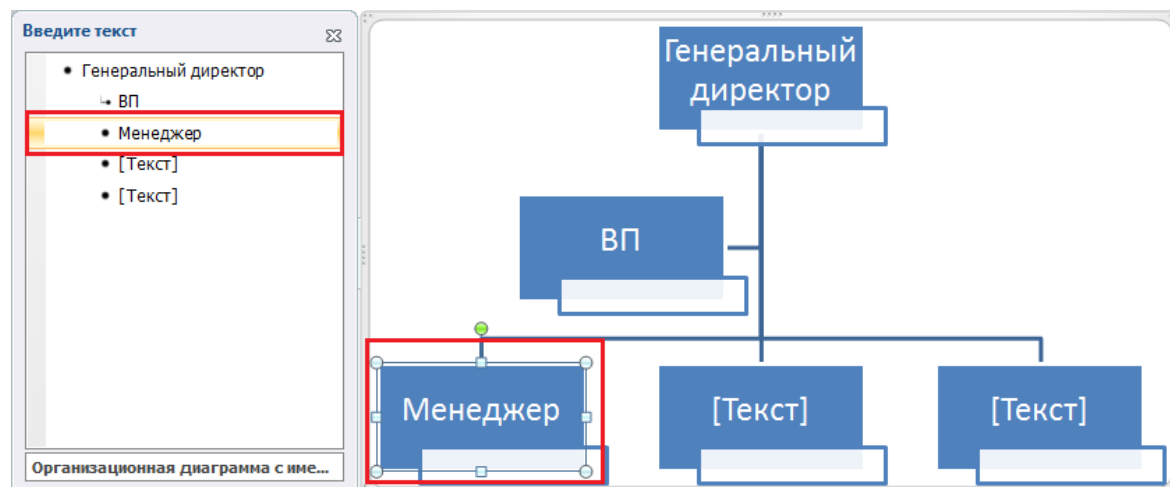 Введите текст
Генеральный директор
ВП
Менеджер
[Текст]
[Текст]
Организационная диаграмма с име...
Генеральный
директор
ВП
Менеджер
[Текст]
[Текст]